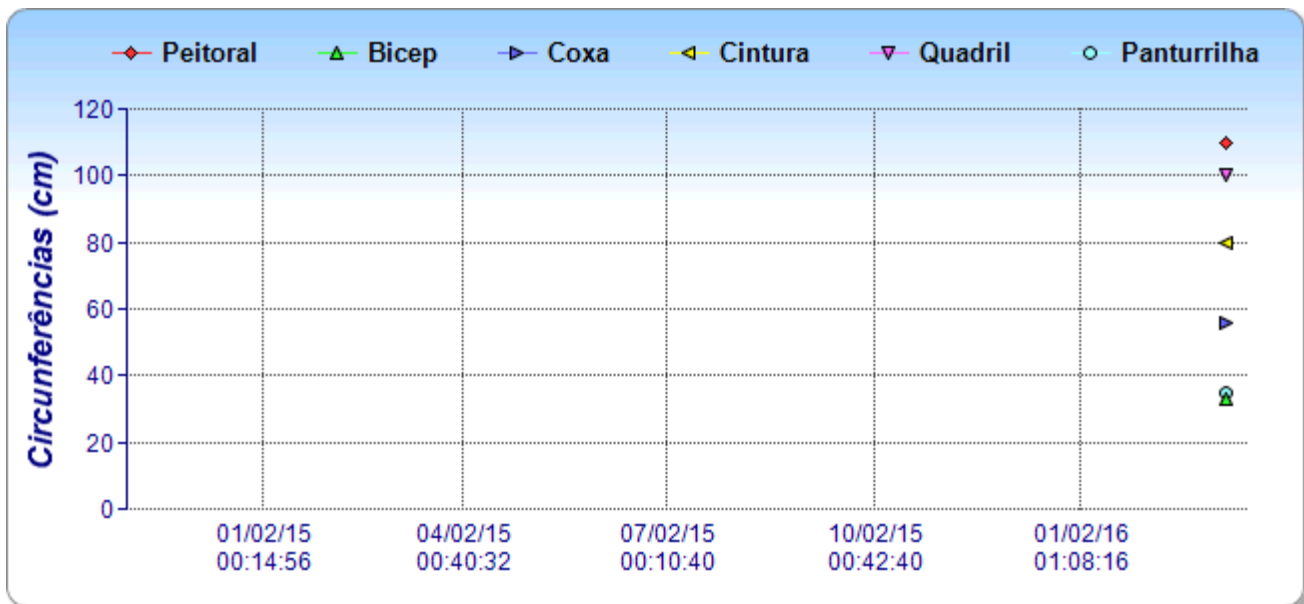 Peitoral Bicep Coxa Cintura Quadril Panturrilha
Circunferências (cm)
120
100
80
60
40
20
0
01/02/15 04/02/15 07/02/15 10/02/15 01/02/16
00:14:56 00:40:32 00:10:40 00:42:40 01:08:16